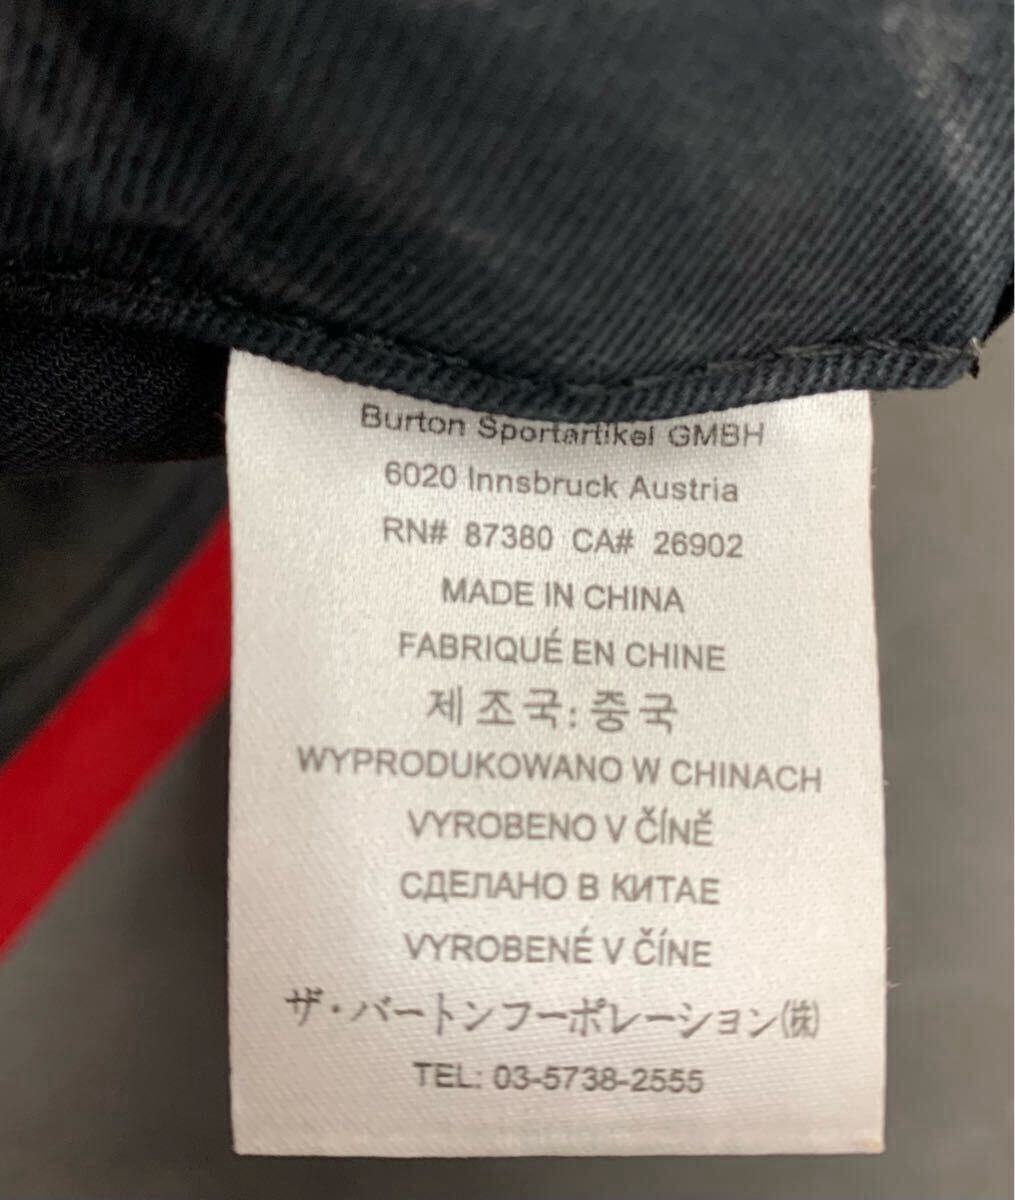 Burton Sportartikel GMBH
6020 Innsbruck Austria
RN# 87380 CA# 26902
MADE IN CHINA
FABRIQUÉ EN CHINE
제조국: 중국
WYPRODUKOWANO W CHINACH
VYROBENO V ČÍNĚ
СДЕЛАНО В КИТАЕ
VYROBENÉ V ČÍNE
ザ・バートンフーポレーション(株)
TEL: 03-5738-2555